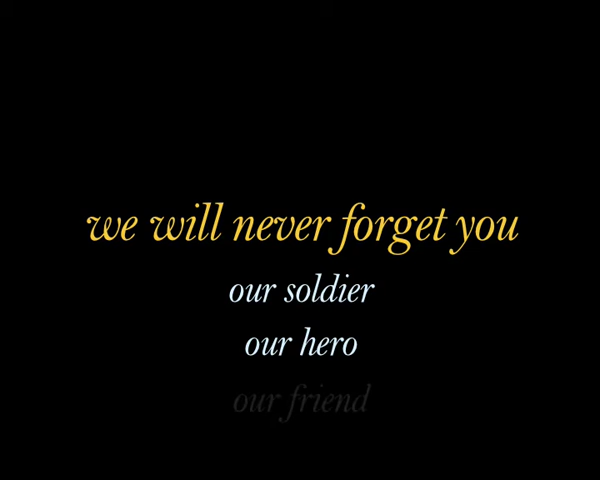 we will never forget you
our soldier
our hero
our friend